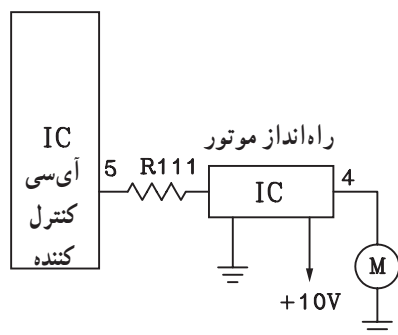 راه‌انداز موتور
IC
آی‌سی
کنترل
کننده
5
R111
IC
4
M
+10V